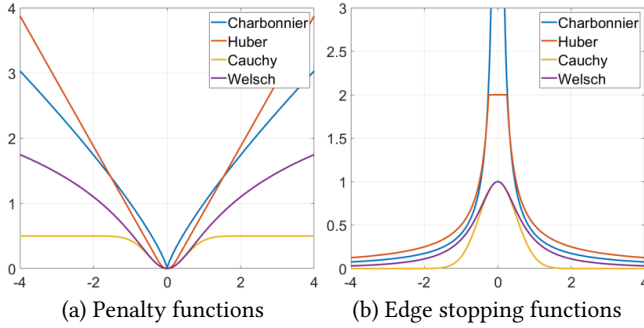 Charbonnier
Huber
Cauchy
Welsch
4
3
2
1
0
-4
-2
0
2
4
(a) Penalty functions
Charbonnier
Huber
Cauchy
Welsch
3
2.5
2
1.5
1
0.5
0
-4
-2
0
2
4
(b) Edge stopping functions